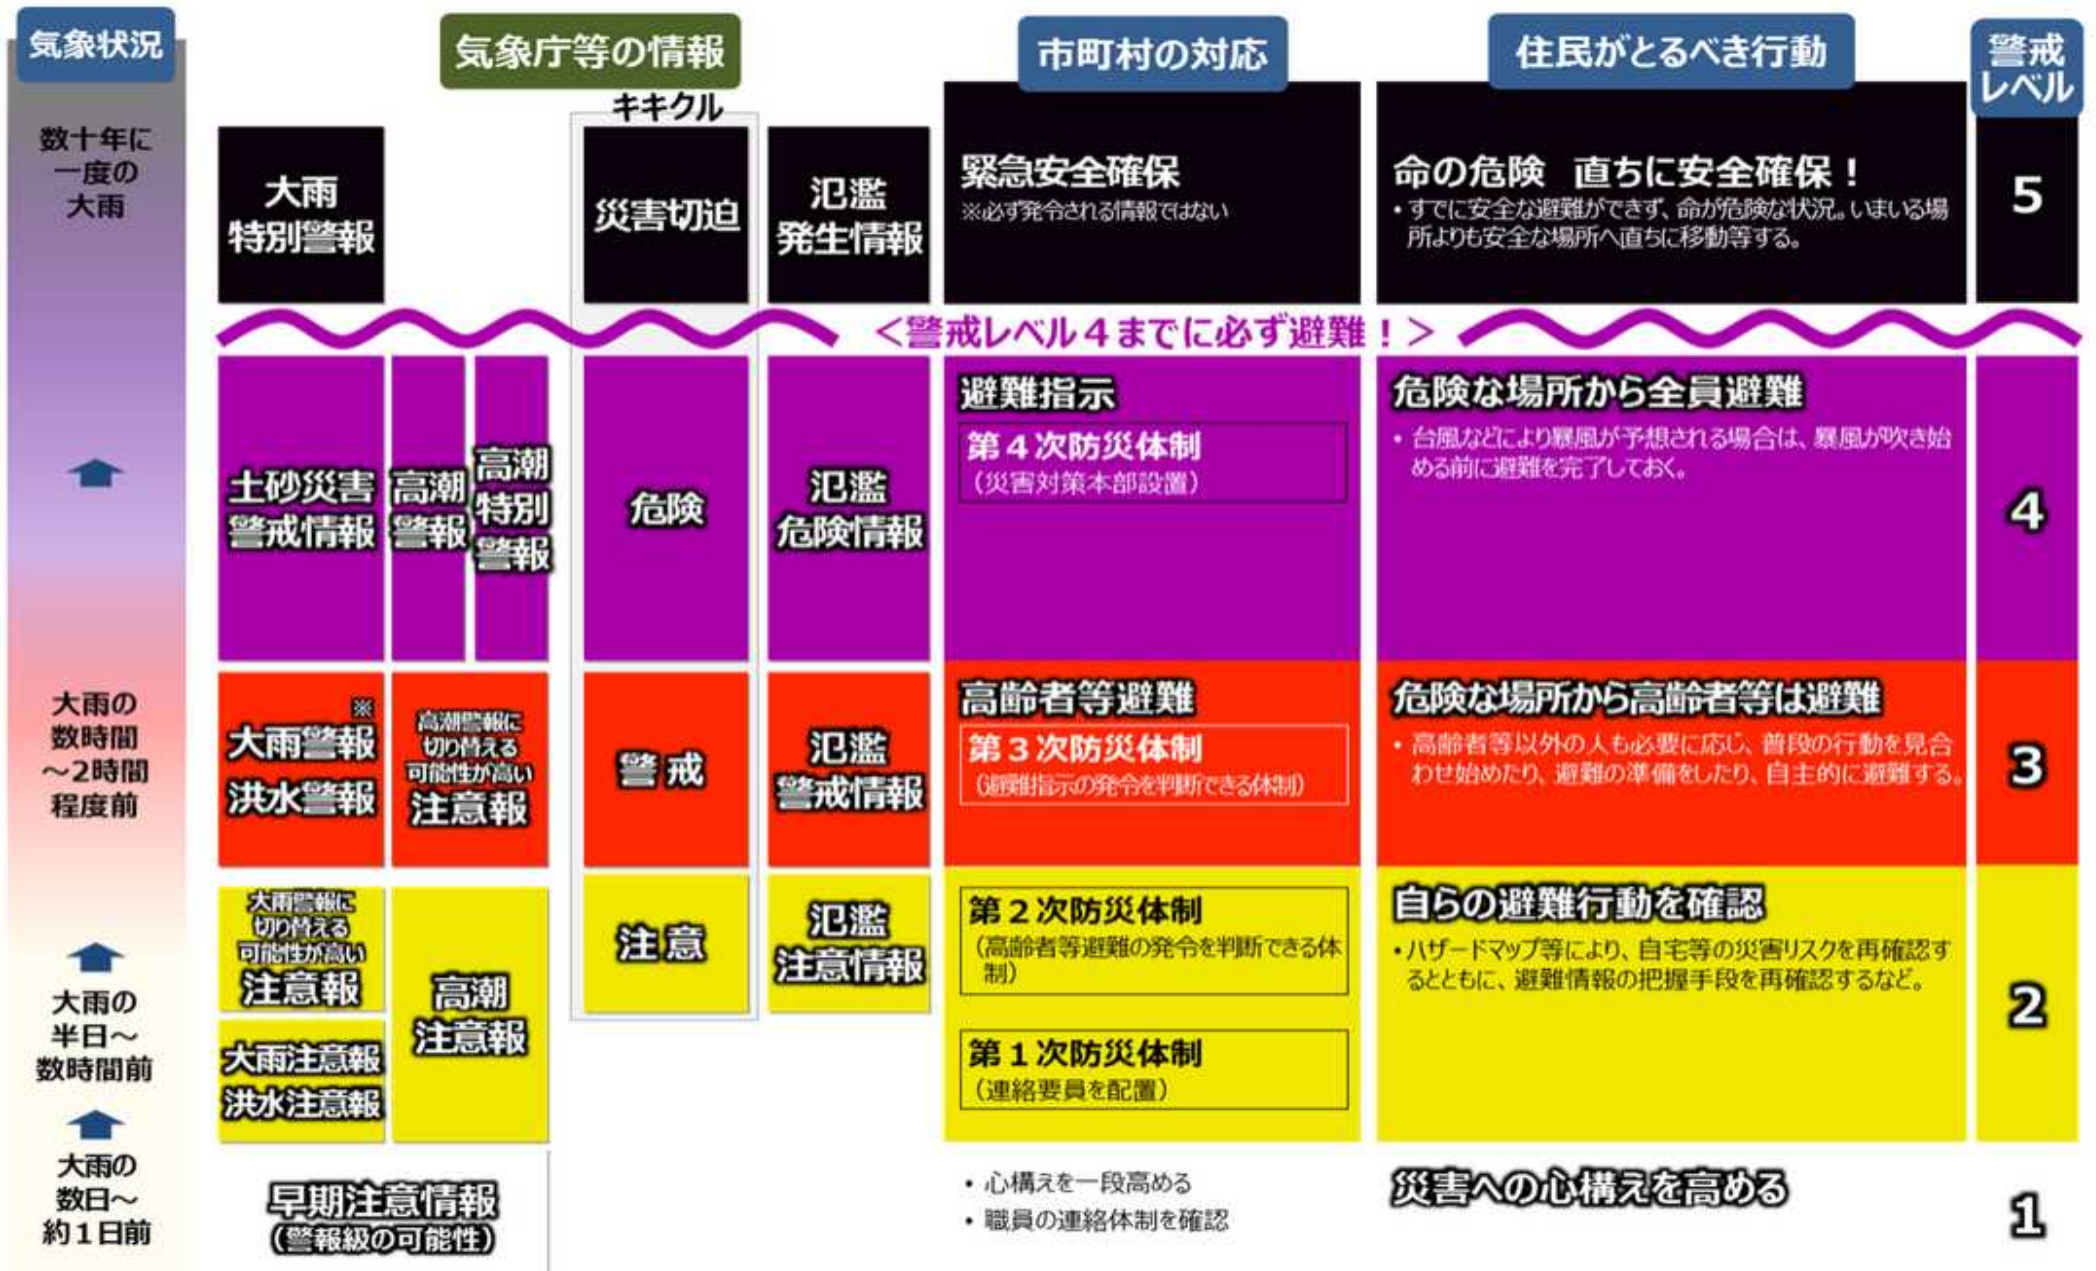 気象状況
気象庁等の情報
市町村の対応
住民がとるべき行動
警戒
レベル
キキクル
数十年に
一度の
大雨
大雨
特別警報
災害切迫
氾濫
発生情報
緊急安全確保
※必ず発令される情報ではない
命の危険 直ちに安全確保！
・すでに安全な避難ができず、命が危険な状況。いまいる場
所よりも安全な場所へ直ちに移動等する。
5
＜警戒レベル４までに必ず避難！＞
土砂災害
警戒情報
高潮
警報
高潮
特別
警報
危険
氾濫
危険情報
避難指示
第４次防災体制
（災害対策本部設置）
危険な場所から全員避難
・台風などにより暴風が予想される場合は、暴風が吹き始
める前に避難を完了しておく。
4
大雨の
数時間
～2時間
程度前
※
大雨警報
洪水警報
高潮警報に
切り替える
可能性が高い
注意報
警戒
氾濫
警戒情報
高齢者等避難
第３次防災体制
（避難指示の発令を判断できる体制）
危険な場所から高齢者等は避難
・高齢者等以外の人も必要に応じ、普段の行動を見合
わせ始めたり、避難の準備をしたり、自主的に避難する。
3
大雨の
半日～
数時間前
大雨警報に
切り替える
可能性が高い
注意報
大雨注意報
洪水注意報
高潮
注意報
注意
氾濫
注意情報
第２次防災体制
（高齢者等避難の発令を判断できる体
制）
第１次防災体制
（連絡要員を配置）
自らの避難行動を確認
・ハザードマップ等により、自宅等の災害リスクを再確認す
るとともに、避難情報の把握手段を再確認するなど。
2
大雨の
数日～
約１日前
早期注意情報
（警報級の可能性）
・心構えを一段高める
・職員の連絡体制を確認
災害への心構えを高める
1